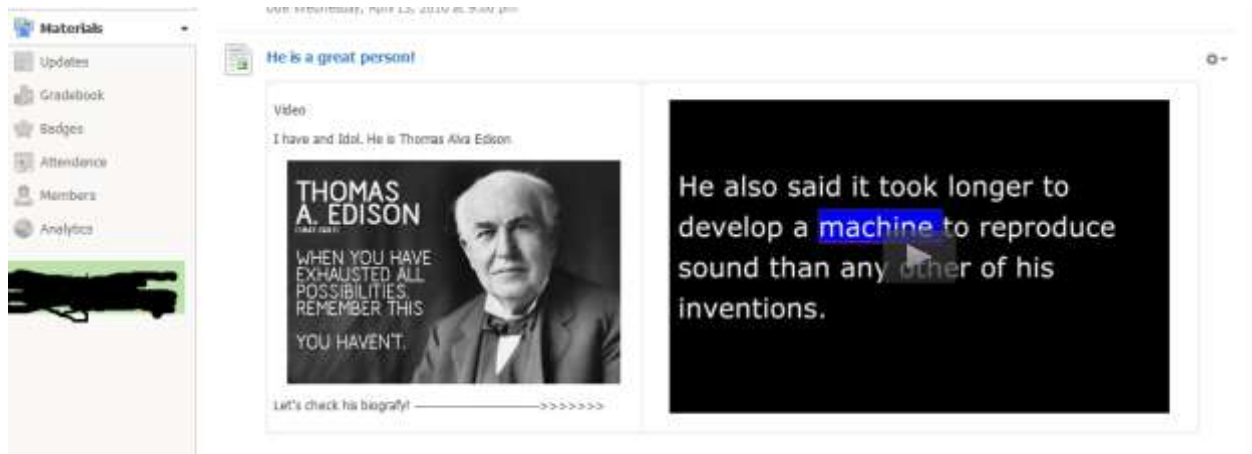 Materials
Updates
Gradebook
Badges
Attendance
Members
Analytics
He is a great person!
Video
I have and Idol. He is Thomas Alva Edison
THOMAS
A. EDISON
WHEN YOU HAVE
EXHAUSTED ALL
POSSIBILITIES,
REMEMBER THIS
YOU HAVEN'T.
Let's check his biografy! ---------------------------->>>>>>>
He also said it took longer to
develop a machine to reproduce
sound than any other of his
inventions.